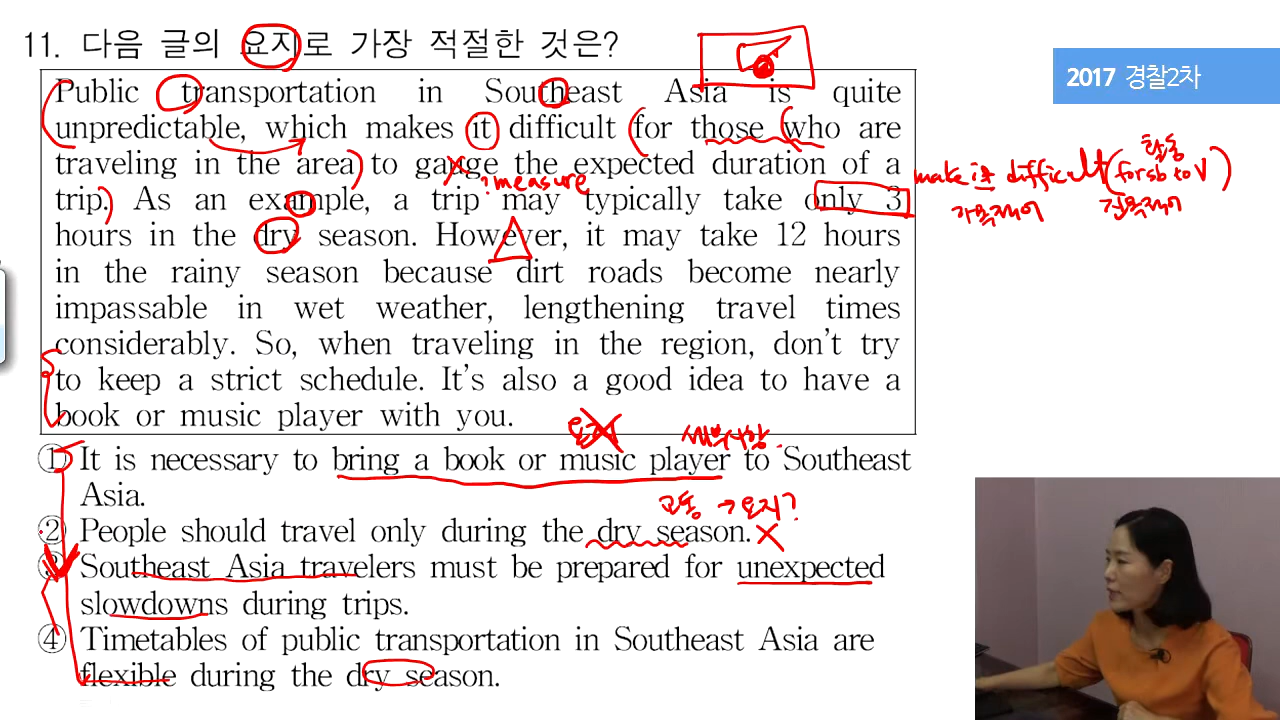 11. 다음 글의 요지로 가장 적절한 것은?
2017 경찰2차
Public transportation in Southeast Asia is quite
unpredictable, which makes it difficult for those who are
traveling in the area to gauge the expected duration of a
: measure
trip. As an example, a trip may typically take only 3
hours in the dry season. However, it may take 12 hours
in the rainy season because dirt roads become nearly
impassable in wet weather, lengthening travel times
considerably. So, when traveling in the region, don't try
to keep a strict schedule. It's also a good idea to have a
book or music player with you.
make it difficult (for sb to V)
가목적어 진목적어
요지
세부사항.
① It is necessary to bring a book or music player to Southeast
Asia.
교통 → 요지?
② People should travel only during the dry season.
③ Southeast Asia travelers must be prepared for unexpected
slowdowns during trips.
④ Timetables of public transportation in Southeast Asia are
flexible during the dry season.